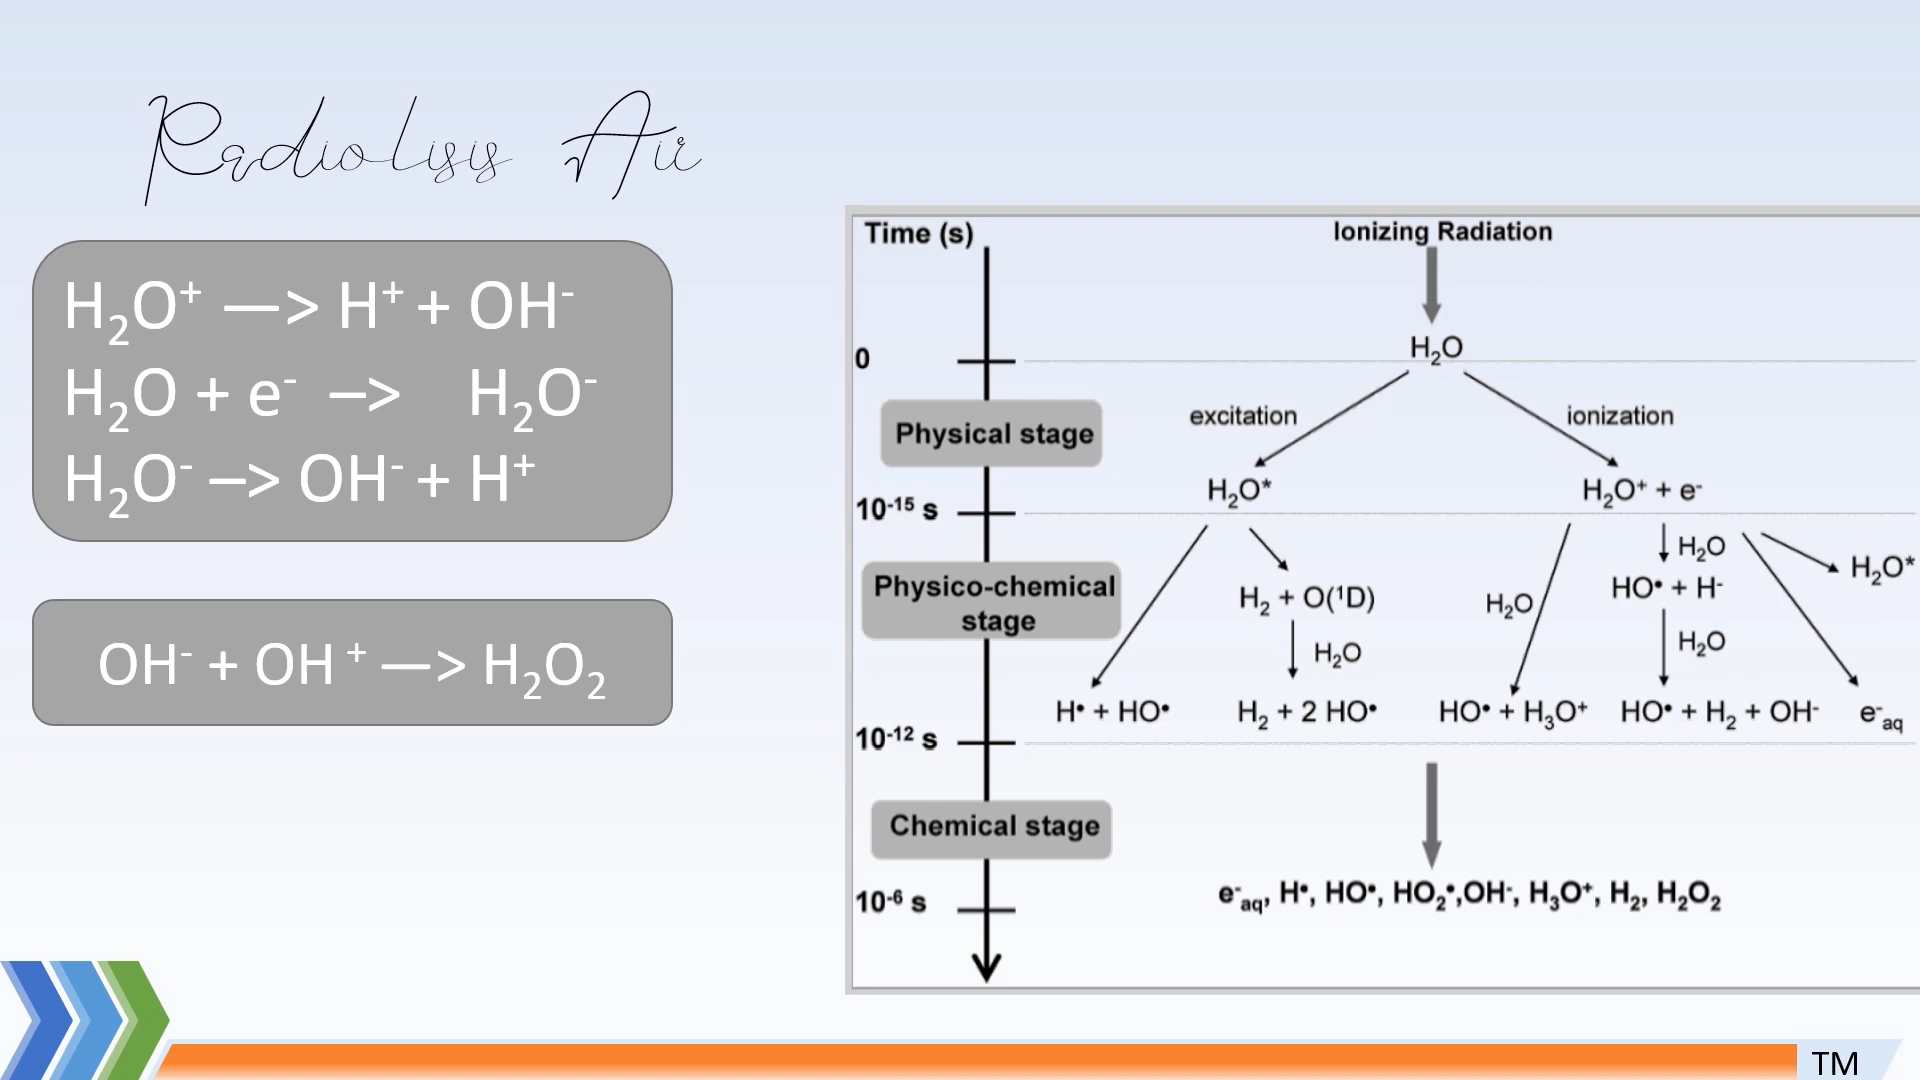 Radiolisis Air
H₂O⁺ —> H⁺ + OH⁻
H₂O + e⁻ –> H₂O⁻
H₂O⁻ –> OH⁻ + H⁺
OH⁻ + OH ⁺ —> H₂O₂
Time (s)
Ionizing Radiation
0
H₂O
excitation
ionization
Physical stage
H₂O*
H₂O⁺ + e⁻
10⁻¹⁵ s
H₂O
H₂O*
Physico-chemical
stage
H₂ + O(¹D)
H₂O
HO• + H⁻
H₂O
H₂O
H• + HO•
H₂ + 2 HO•
HO• + H₃O⁺
HO• + H₂ + OH⁻
e⁻aq
10⁻¹² s
Chemical stage
10⁻⁶ s
e⁻aq, H•, HO•, HO₂•,OH⁻, H₃O⁺, H₂, H₂O₂
TM